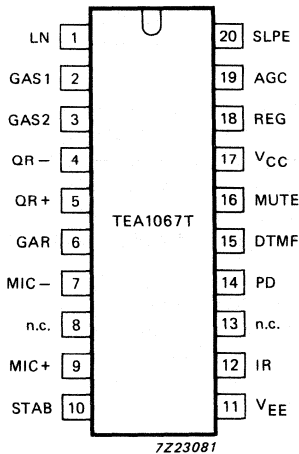 LN 1 20 SLPE
GAS1 2 19 AGC
GAS2 3 18 REG
QR- 4 17 VCC
QR+ 5 16 MUTE
TEA1067T
GAR 6 15 DTMF
MIC- 7 14 PD
n.c. 8 13 n.c.
MIC+ 9 12 IR
STAB 10 11 VEE
7Z23081